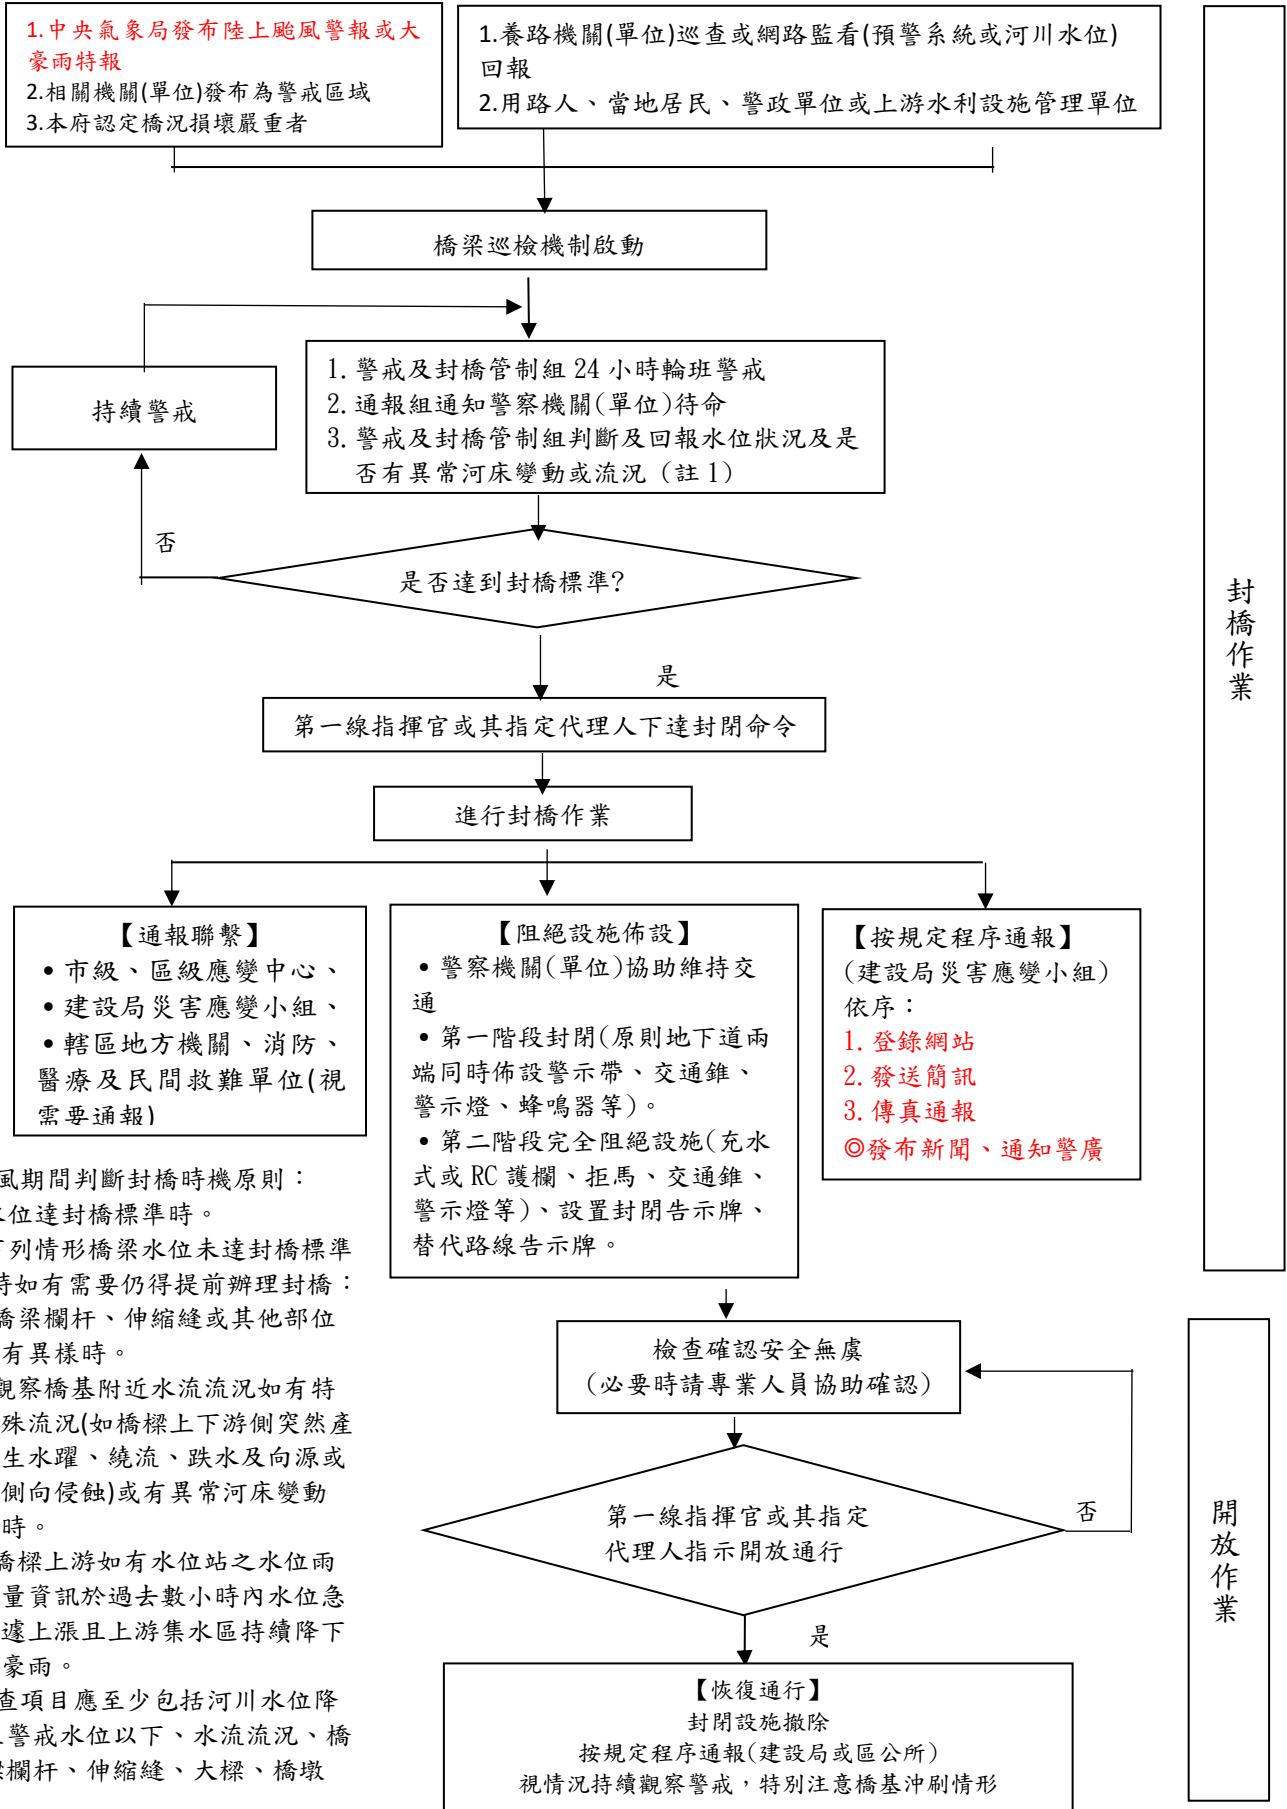 1.中央氣象局發布陸上颱風警報或大
豪雨特報
2.相關機關(單位)發布為警戒區域
3.本府認定橋況損壞嚴重者
1.養路機關(單位)巡查或網路監看(預警系統或河川水位)
回報
2.用路人、當地居民、警政單位或上游水利設施管理單位
橋梁巡檢機制啟動
持續警戒
1. 警戒及封橋管制組 24 小時輪班警戒
2. 通報組通知警察機關(單位)待命
3. 警戒及封橋管制組判斷及回報水位狀況及是
否有異常河床變動或流況（註 1）
否
是否達到封橋標準?
是
第一線指揮官或其指定代理人下達封閉命令
進行封橋作業
【通報聯繫】
• 市級、區級應變中心、
• 建設局災害應變小組、
• 轄區地方機關、消防、
醫療及民間救難單位(視
需要通報)
【阻絕設施佈設】
• 警察機關(單位)協助維持交
通
• 第一階段封閉(原則地下道兩
端同時佈設警示帶、交通錐、
警示燈、蜂鳴器等)。
• 第二階段完全阻絕設施(充水
式或 RC 護欄、拒馬、交通錐、
警示燈等)、設置封閉告示牌、
替代路線告示牌。
【按規定程序通報】
(建設局災害應變小組)
依序：
1. 登錄網站
2. 發送簡訊
3. 傳真通報
◎發布新聞、通知警廣
封橋作業
風期間判斷封橋時機原則：
水位達封橋標準時。
下列情形橋梁水位未達封橋標準
時如有需要仍得提前辦理封橋：
橋梁欄杆、伸縮縫或其他部位
有異樣時。
觀察橋基附近水流流況如有特
殊流況(如橋樑上下游側突然產
生水躍、繞流、跌水及向源或
側向侵蝕)或有異常河床變動
時。
橋樑上游如有水位站之水位雨
量資訊於過去數小時內水位急
遽上漲且上游集水區持續降下
豪雨。
查項目應至少包括河川水位降
警戒水位以下、水流流況、橋
欄杆、伸縮縫、大樑、橋墩
檢查確認安全無虞
(必要時請專業人員協助確認)
第一線指揮官或其指定
代理人指示開放通行
否
是
【恢復通行】
封閉設施撤除
按規定程序通報(建設局或區公所)
視情況持續觀察警戒，特別注意橋基沖刷情形
開放作業